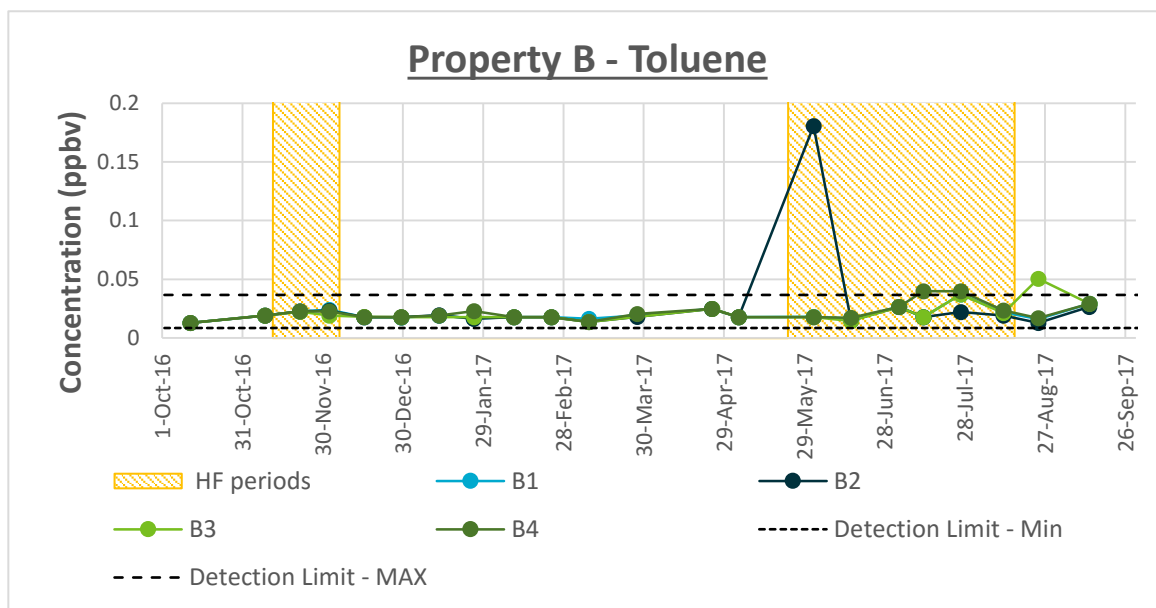 Property B - Toluene
Concentration (ppbv)
0.2
0.15
0.1
0.05
0
1-Oct-16
31-Oct-16
30-Nov-16
30-Dec-16
29-Jan-17
28-Feb-17
30-Mar-17
29-Apr-17
29-May-17
28-Jun-17
28-Jul-17
27-Aug-17
26-Sep-17
HF periods
B1
B2
B3
B4
Detection Limit - Min
Detection Limit - MAX